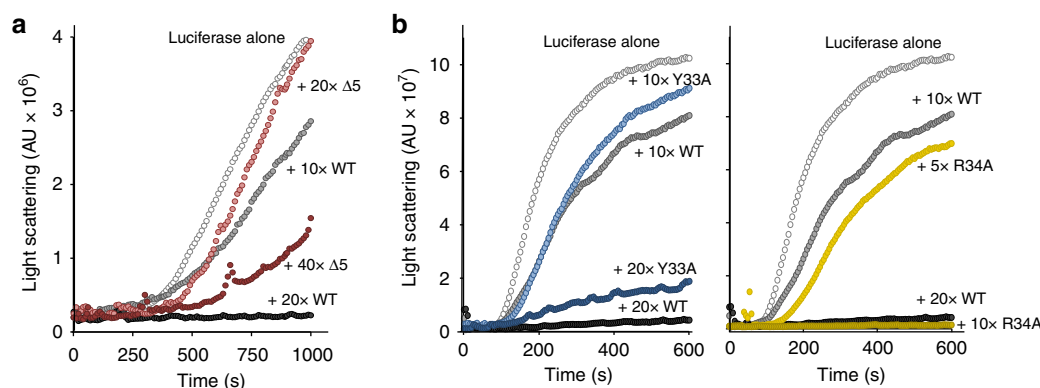 a
Luciferase alone
Light scattering (AU × 10⁶)
4
3
2
1
0
+ 20× Δ5
+ 10× WT
+ 40× Δ5
+ 20× WT
0
250
500
750
1000
Time (s)
b
Luciferase alone
Light scattering (AU × 10⁷)
10
8
6
4
2
0
+ 10× Y33A
+ 10× WT
+ 20× Y33A
+ 20× WT
0
200
400
600
Time (s)
Luciferase alone
+ 10× WT
+ 5× R34A
+ 20× WT
+ 10× R34A
0
200
400
600
Time (s)